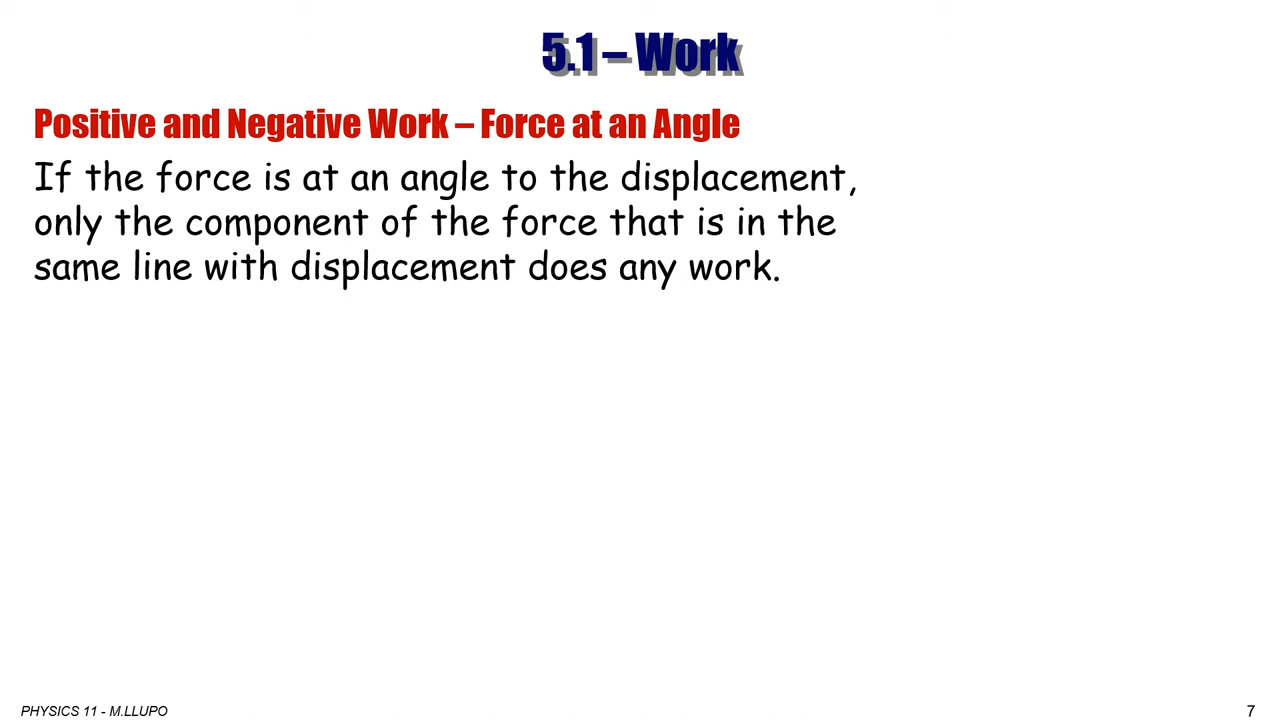 5.1 – Work
Positive and Negative Work – Force at an Angle
If the force is at an angle to the displacement,
only the component of the force that is in the
same line with displacement does any work.
PHYSICS 11 - M.LLUPO
7